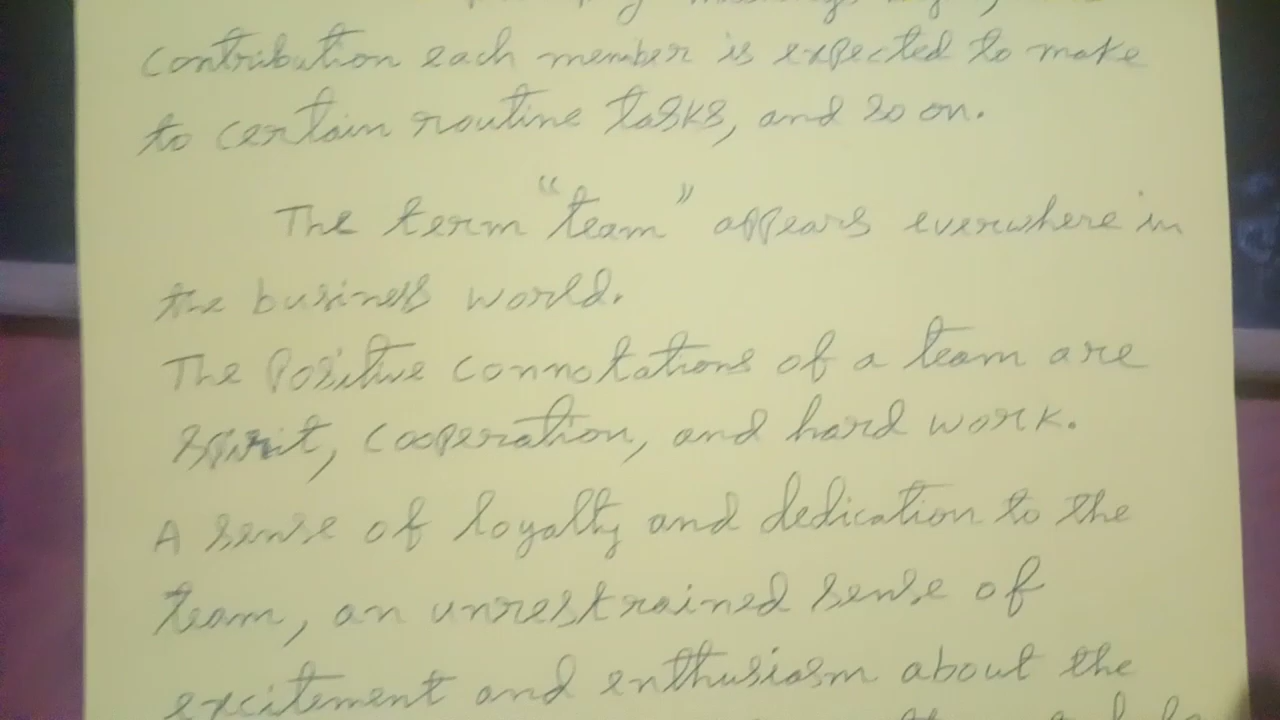 contribution each member is expected to make
to certain routine tasks, and so on.
The term "team" appears everywhere in
the business world.
The Positive connotations of a team are
spirit, cooperation, and hard work.
A sense of loyalty and dedication to the
team, an unrestrained sense of
excitement and enthusiasm about the